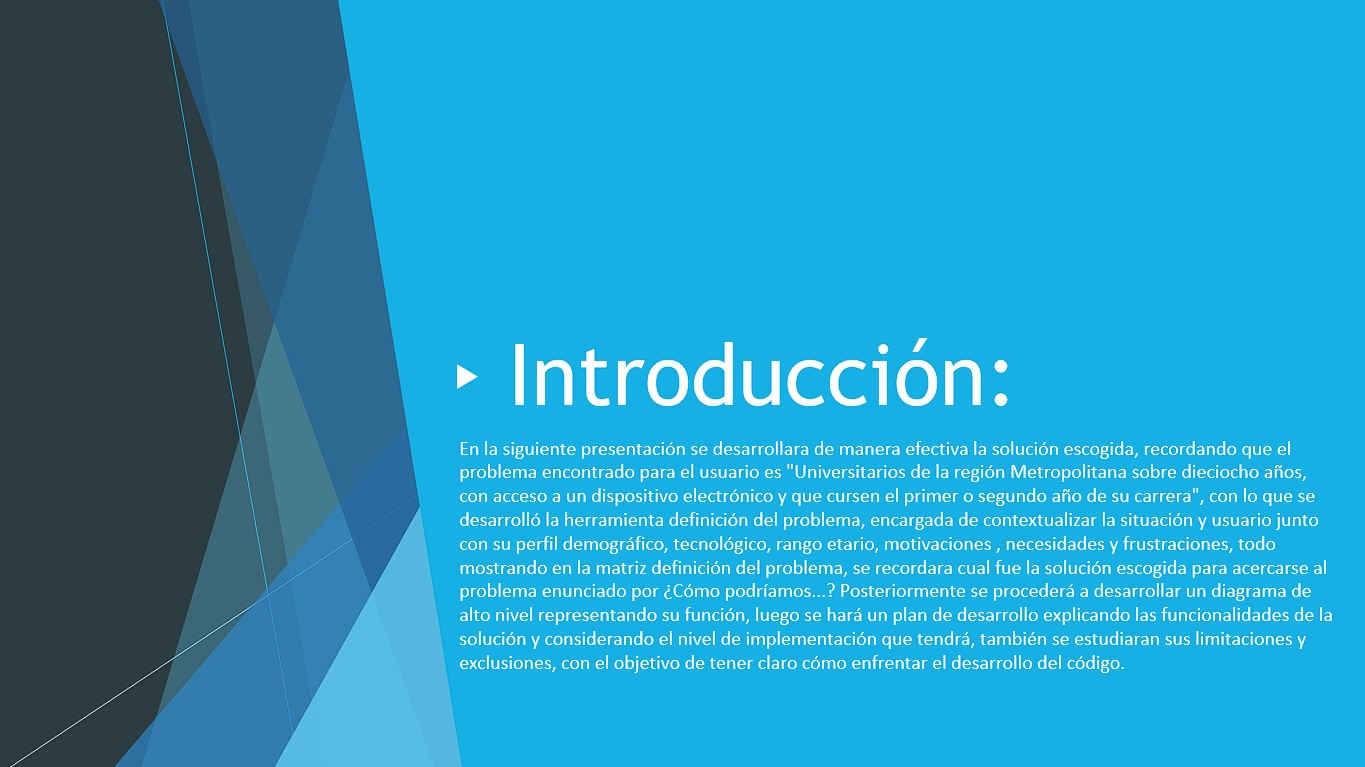 Introducción:
En la siguiente presentación se desarrollara de manera efectiva la solución escogida, recordando que el
problema encontrado para el usuario es "Universitarios de la región Metropolitana sobre dieciocho años,
con acceso a un dispositivo electrónico y que cursen el primer o segundo año de su carrera", con lo que se
desarrolló la herramienta definición del problema, encargada de contextualizar la situación y usuario junto
con su perfil demográfico, tecnológico, rango etario, motivaciones , necesidades y frustraciones, todo
mostrando en la matriz definición del problema, se recordara cual fue la solución escogida para acercarse al
problema enunciado por ¿Cómo podríamos...? Posteriormente se procederá a desarrollar un diagrama de
alto nivel representando su función, luego se hará un plan de desarrollo explicando las funcionalidades de la
solución y considerando el nivel de implementación que tendrá, también se estudiaran sus limitaciones y
exclusiones, con el objetivo de tener claro cómo enfrentar el desarrollo del código.